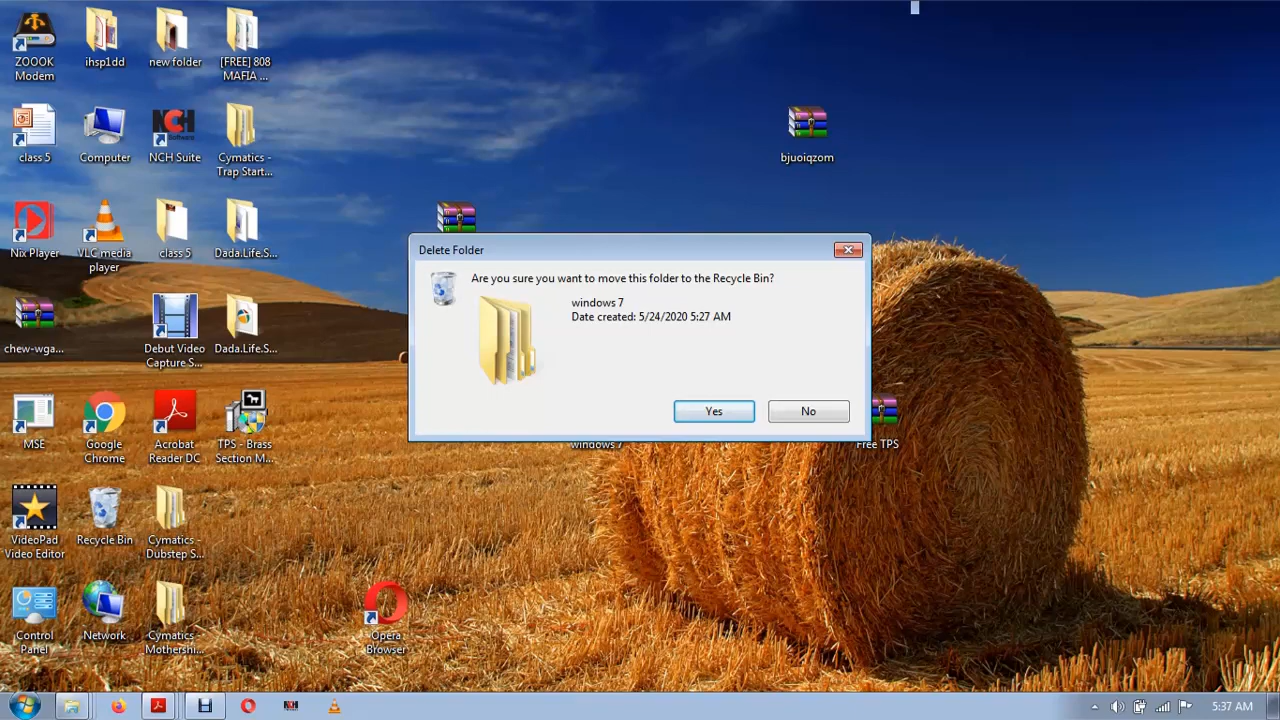 ZOOOK
Modem
ihsp1dd
new folder
[FREE] 808
MAFIA ...
class 5
Computer
NCH
Software
NCH Suite
Cymatics -
Trap Start...
bjuoiqzom
Nix Player
VLC media
player
class 5
Dada.Life.S...
chew-wga...
Debut Video
Capture S...
Dada.Life.S...
Delete Folder
Are you sure you want to move this folder to the Recycle Bin?
windows 7
Date created: 5/24/2020 5:27 AM
Yes
No
windows 7
Free TPS
MSE
Google
Chrome
Acrobat
Reader DC
TPS - Brass
Section M...
VideoPad
Video Editor
Recycle Bin
Cymatics -
Dubstep S...
Control
Panel
Network
Cymatics -
Mothershi...
Opera
Browser
NCH
5:37 AM